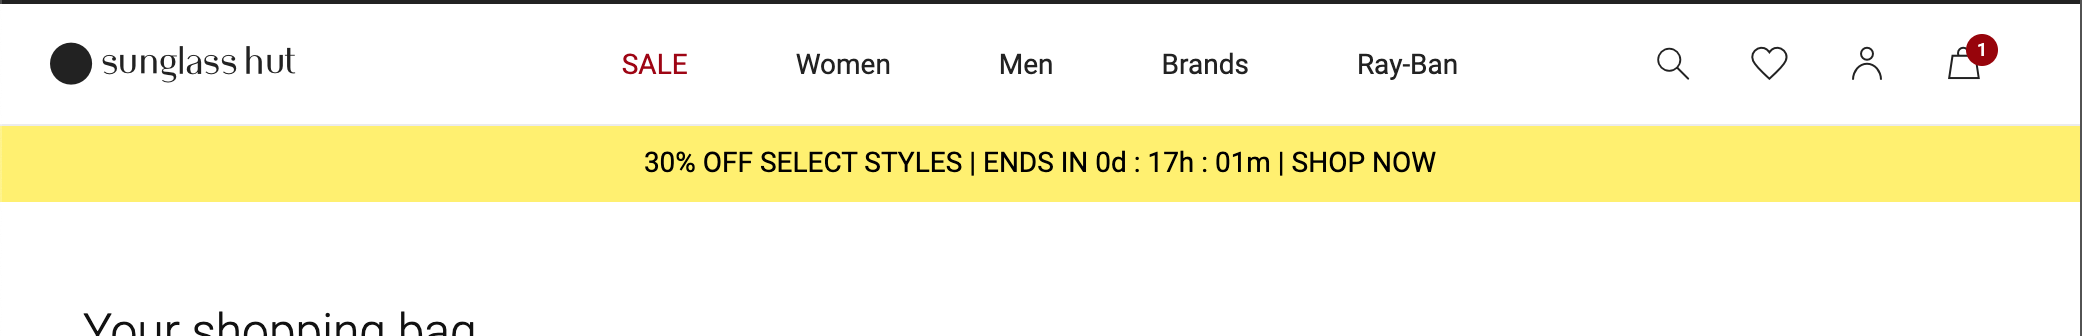 sunglass hut
SALE Women Men Brands Ray-Ban 1
30% OFF SELECT STYLES | ENDS IN 0d : 17h : 01m | SHOP NOW
Your shopping bag